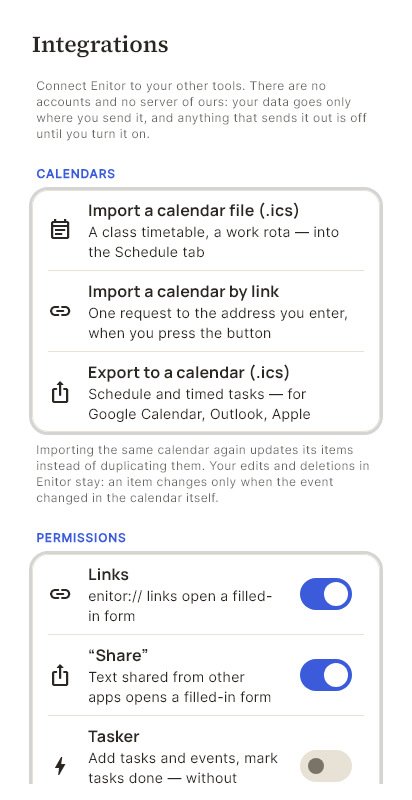 Integrations
Connect Enitor to your other tools. There are no
accounts and no server of ours: your data goes only
where you send it, and anything that sends it out is off
until you turn it on.
CALENDARS
Import a calendar file (.ics)
A class timetable, a work rota — into
the Schedule tab
Import a calendar by link
One request to the address you enter,
when you press the button
Export to a calendar (.ics)
Schedule and timed tasks — for
Google Calendar, Outlook, Apple
Importing the same calendar again updates its items
instead of duplicating them. Your edits and deletions in
Enitor stay: an item changes only when the event
changed in the calendar itself.
PERMISSIONS
Links
enitor:// links open a filled-
in form
“Share”
Text shared from other
apps opens a filled-in form
Tasker
Add tasks and events, mark
tasks done — without